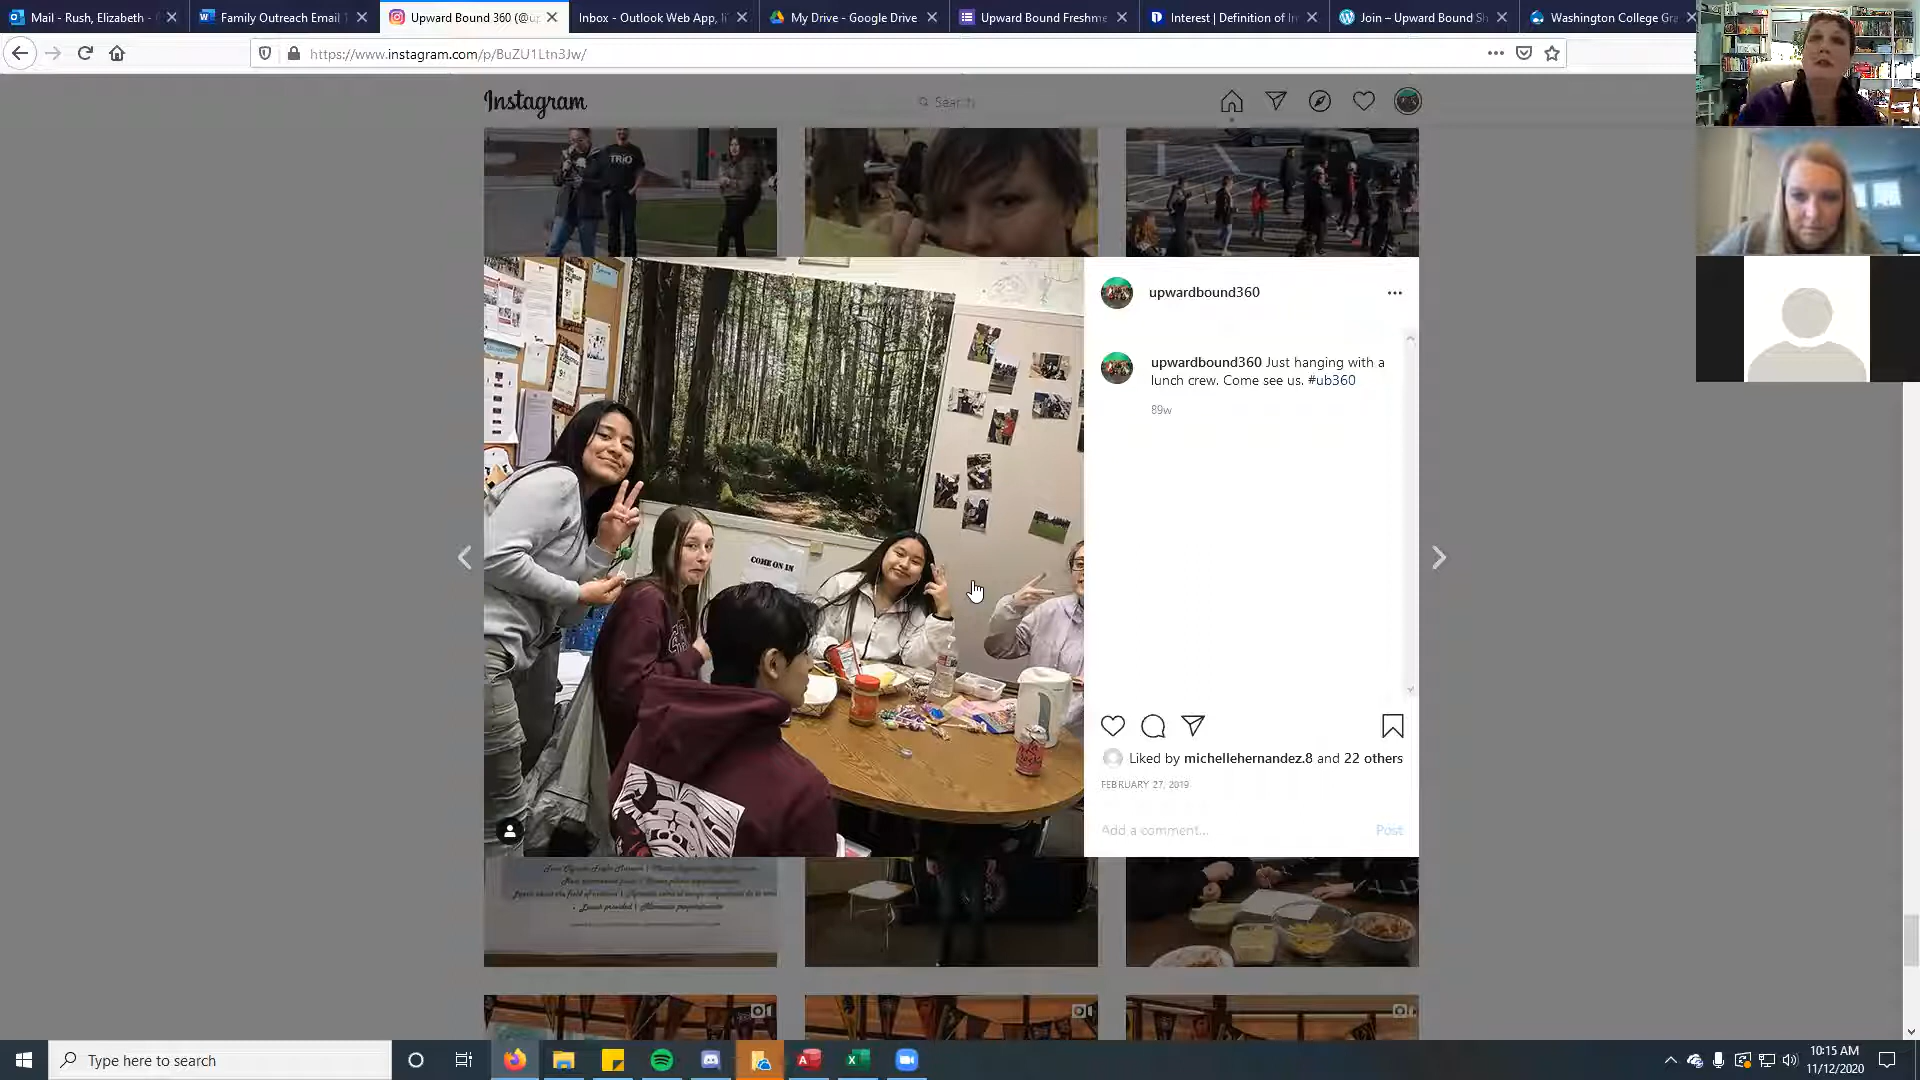 Mail - Rush, Elizabeth -
Family Outreach Email
Upward Bound 360 (@u
Inbox - Outlook Web App, li
My Drive - Google Drive
Upward Bound Freshme
Interest | Definition of In
Join – Upward Bound S
Washington College Gra
https://www.instagram.com/p/BuZU1Ltn3Jw/
Instagram
Search
TRiO
upwardbound360
upwardbound360 Just hanging with a
lunch crew. Come see us. #ub360
89w
COME ON IN
Liked by michellehernandez.8 and 22 others
FEBRUARY 27, 2019
Add a comment...
Post
Type here to search
10:15 AM
11/12/2020